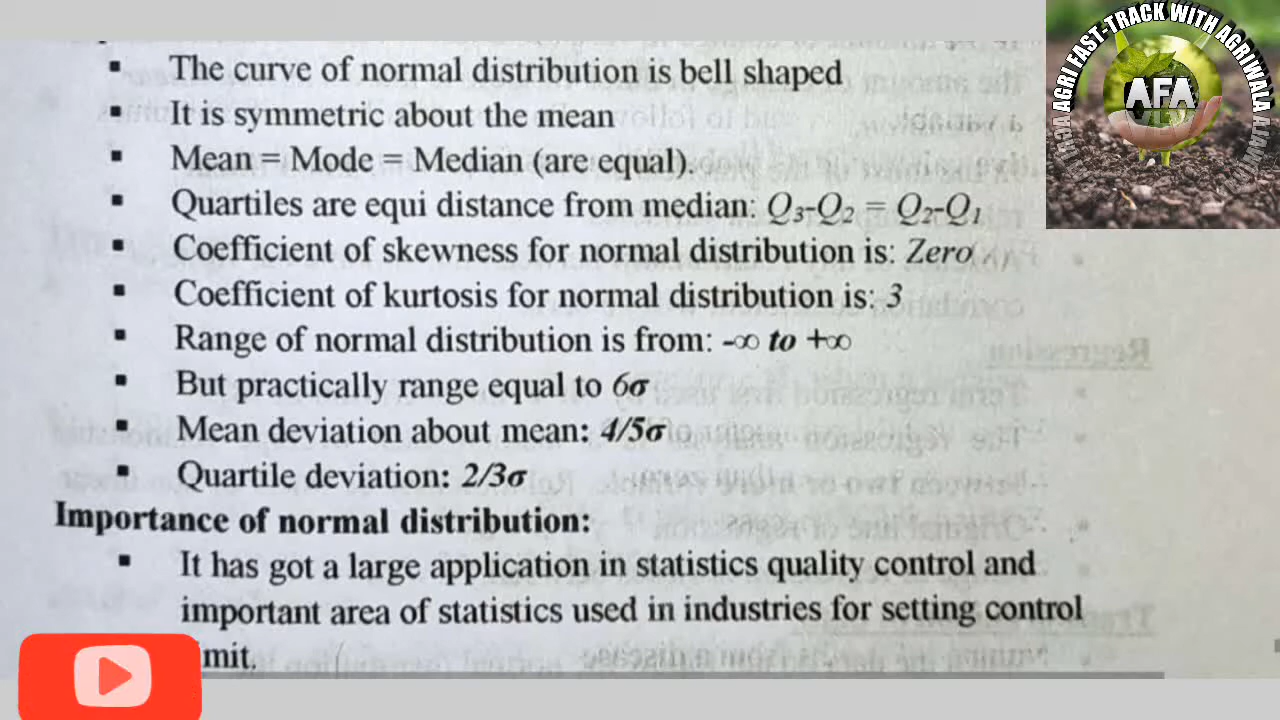 AGRI FAST-TRACK WITH AGRIWALA
AFA
▪ The curve of normal distribution is bell shaped
▪ It is symmetric about the mean
▪ Mean = Mode = Median (are equal).
▪ Quartiles are equi distance from median: Q₃-Q₂ = Q₂-Q₁
▪ Coefficient of skewness for normal distribution is: Zero
▪ Coefficient of kurtosis for normal distribution is: 3
▪ Range of normal distribution is from: -∞ to +∞
▪ But practically range equal to 6σ
▪ Mean deviation about mean: 4/5σ
▪ Quartile deviation: 2/3σ
Importance of normal distribution:
▪ It has got a large application in statistics quality control and
important area of statistics used in industries for setting control